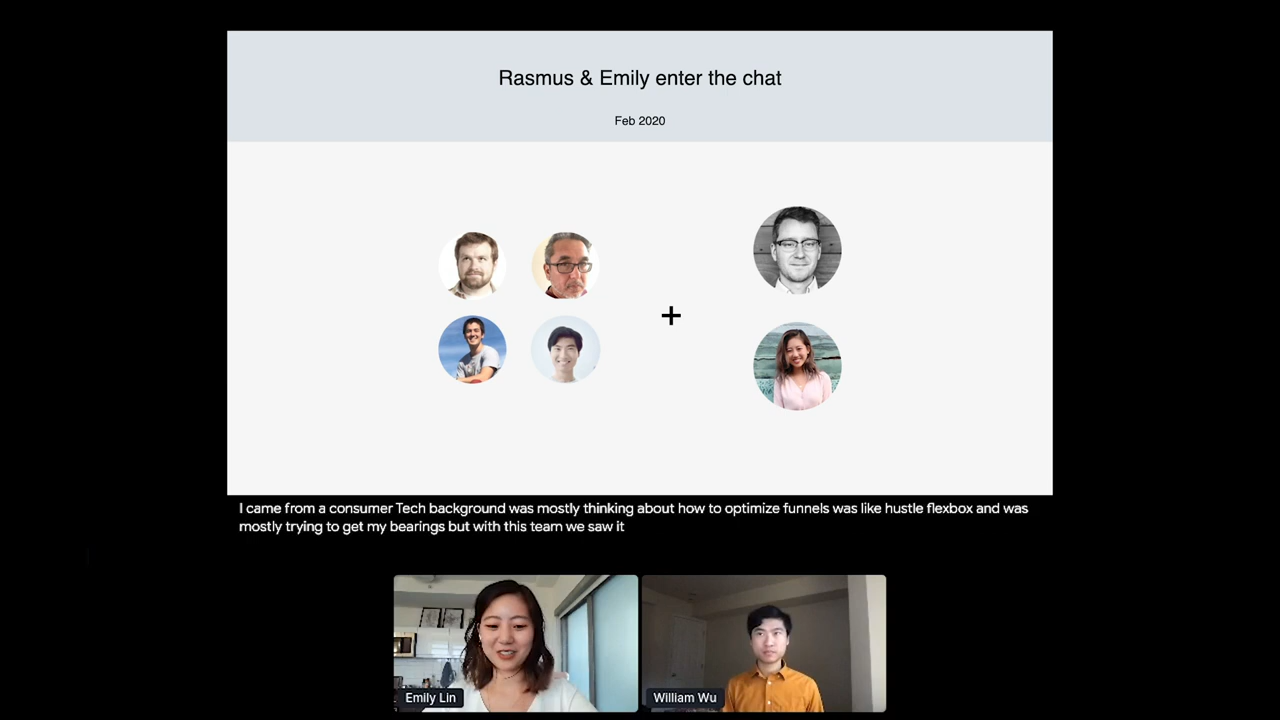 Rasmus & Emily enter the chat
Feb 2020
+
I came from a consumer Tech background was mostly thinking about how to optimize funnels was like hustle flexbox and was
mostly trying to get my bearings but with this team we saw it
Emily Lin
William Wu